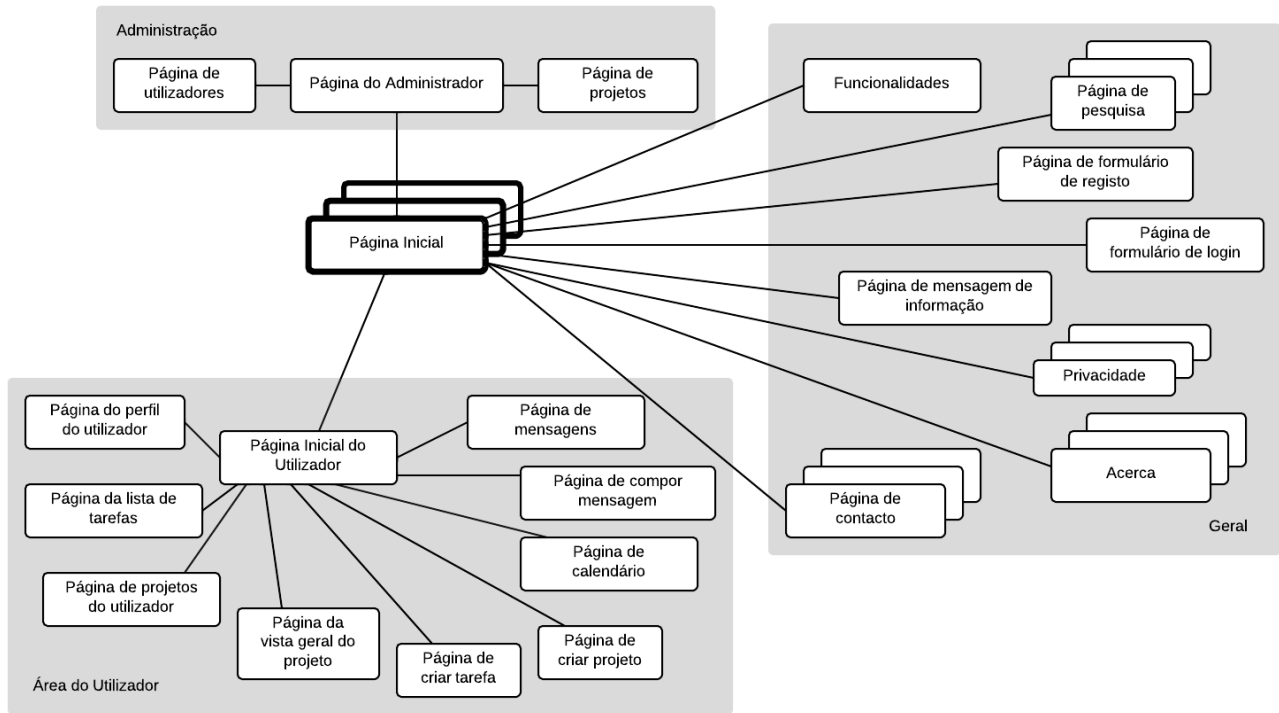 Administração
Página de
utilizadores
Página do Administrador
Página de
projetos
Funcionalidades
Página de
pesquisa
Página de formulário
de registo
Página Inicial
Página de
formulário de login
Página de mensagem de
informação
Privacidade
Acerca
Página de
contacto
Geral
Página do perfil
do utilizador
Página Inicial do
Utilizador
Página de
mensagens
Página da lista de
tarefas
Página de compor
mensagem
Página de
calendário
Página de projetos
do utilizador
Página da
vista geral do
projeto
Página de
criar tarefa
Página de
criar projeto
Área do Utilizador